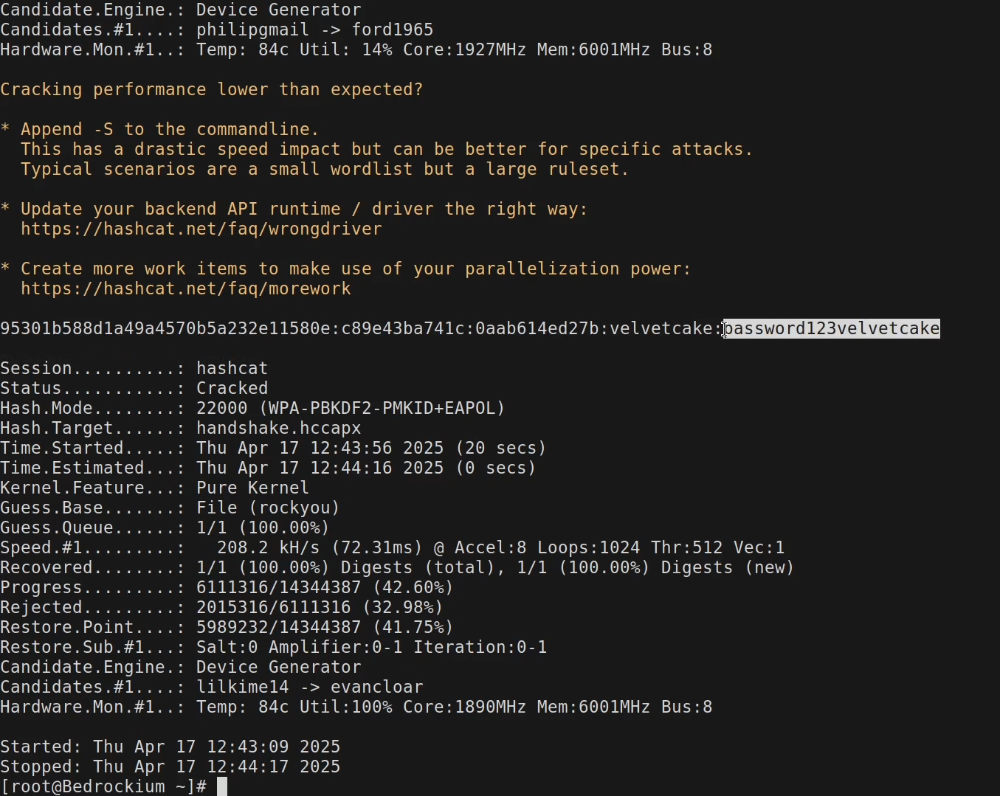 Candidate.Engine.: Device Generator
Candidates.#1....: philipgmail -> ford1965
Hardware.Mon.#1..: Temp: 84c Util: 14% Core:1927MHz Mem:6001MHz Bus:8
Cracking performance lower than expected?
* Append -S to the commandline.
This has a drastic speed impact but can be better for specific attacks.
Typical scenarios are a small wordlist but a large ruleset.
* Update your backend API runtime / driver the right way:
https://hashcat.net/faq/wrongdriver
* Create more work items to make use of your parallelization power:
https://hashcat.net/faq/morework
95301b588d1a49a4570b5a232e11580e:c89e43ba741c:0aab614ed27b:velvetcake:password123velvetcake
Session..........: hashcat
Status...........: Cracked
Hash.Mode........: 22000 (WPA-PBKDF2-PMKID+EAPOL)
Hash.Target......: handshake.hccapx
Time.Started.....: Thu Apr 17 12:43:56 2025 (20 secs)
Time.Estimated...: Thu Apr 17 12:44:16 2025 (0 secs)
Kernel.Feature...: Pure Kernel
Guess.Base.......: File (rockyou)
Guess.Queue......: 1/1 (100.00%)
Speed.#1.........:   208.2 kH/s (72.31ms) @ Accel:8 Loops:1024 Thr:512 Vec:1
Recovered........: 1/1 (100.00%) Digests (total), 1/1 (100.00%) Digests (new)
Progress.........: 6111316/14344387 (42.60%)
Rejected.........: 2015316/6111316 (32.98%)
Restore.Point....: 5989232/14344387 (41.75%)
Restore.Sub.#1...: Salt:0 Amplifier:0-1 Iteration:0-1
Candidate.Engine.: Device Generator
Candidates.#1....: lilkime14 -> evancloar
Hardware.Mon.#1..: Temp: 84c Util:100% Core:1890MHz Mem:6001MHz Bus:8
Started: Thu Apr 17 12:43:09 2025
Stopped: Thu Apr 17 12:44:17 2025
[root@Bedrockium ~]#